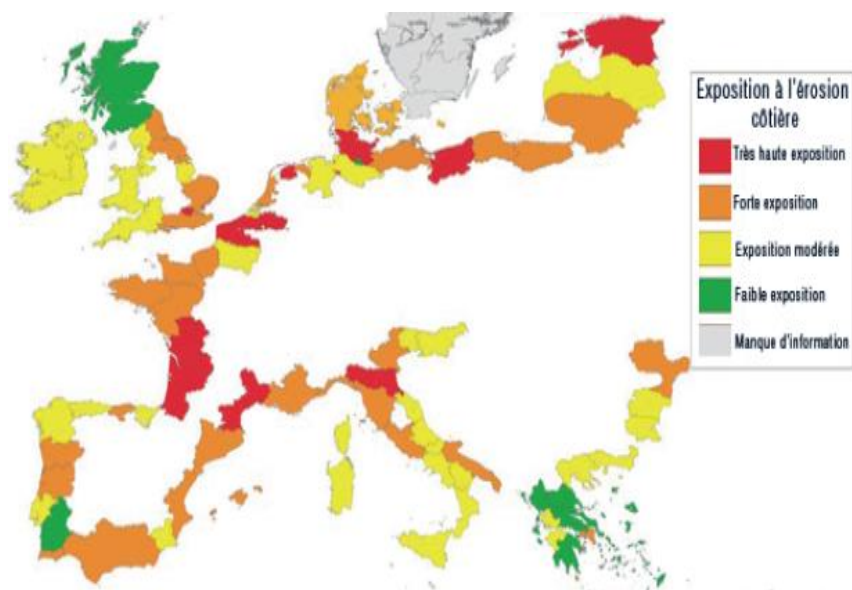 Exposition à l'érosion
côtière
Très haute exposition
Forte exposition
Exposition modérée
Faible exposition
Manque d'information